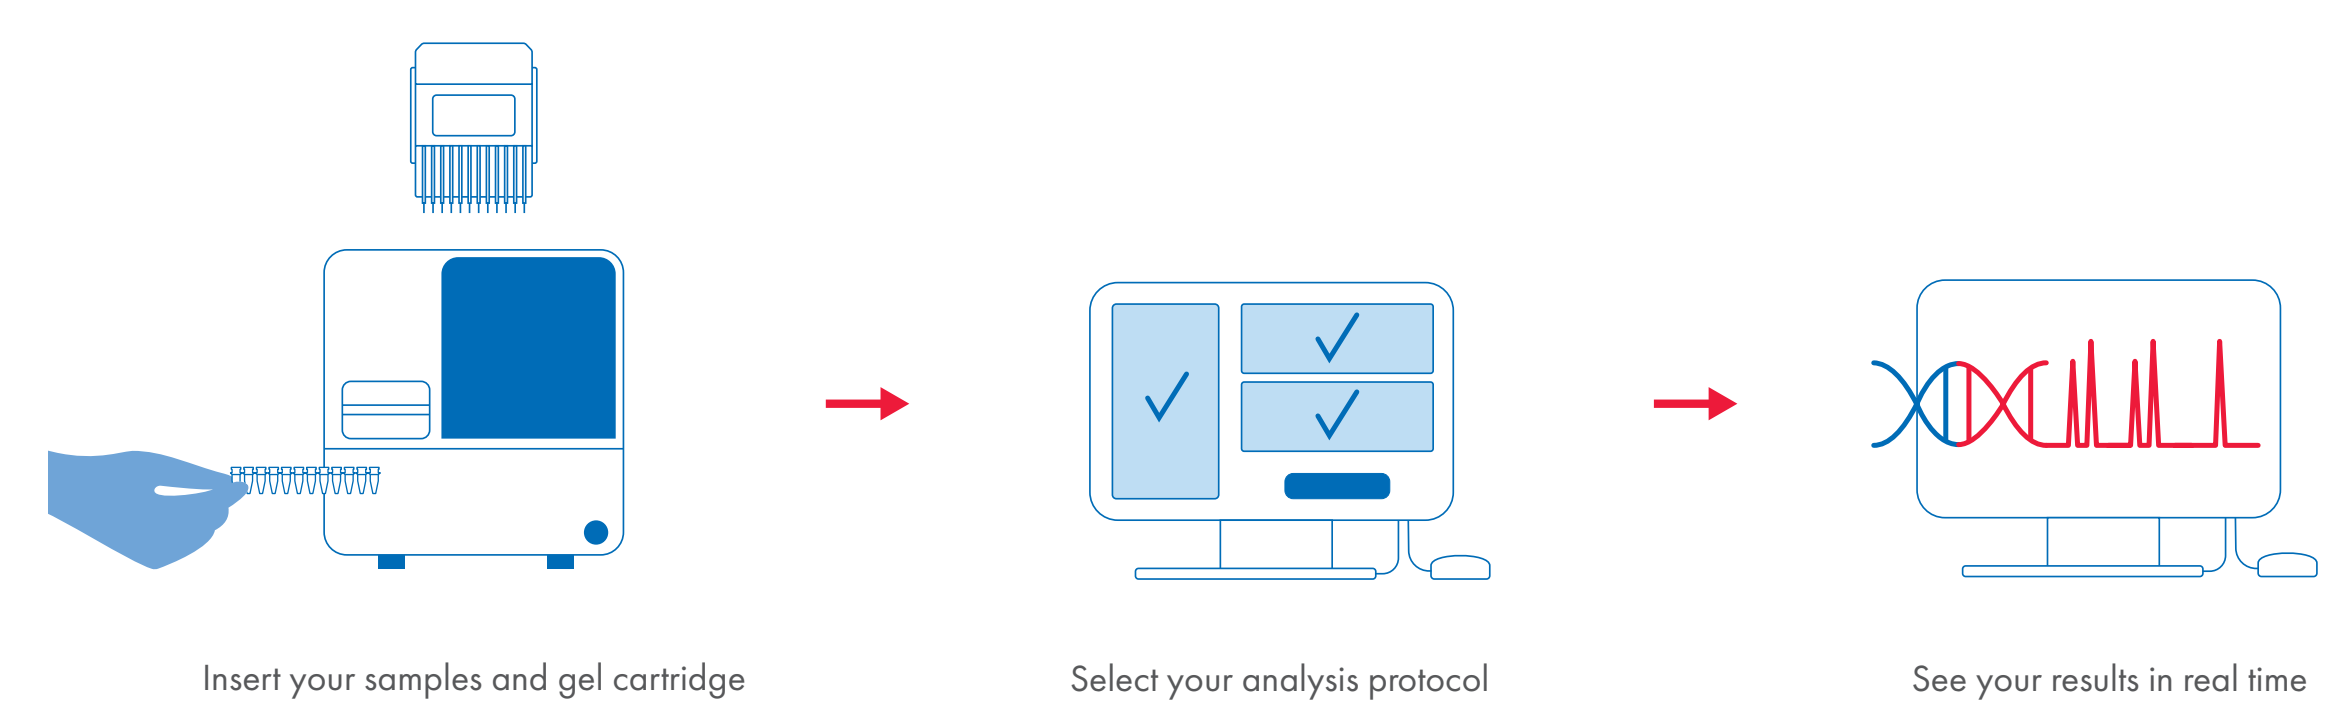 Insert your samples and gel cartridge
Select your analysis protocol
See your results in real time